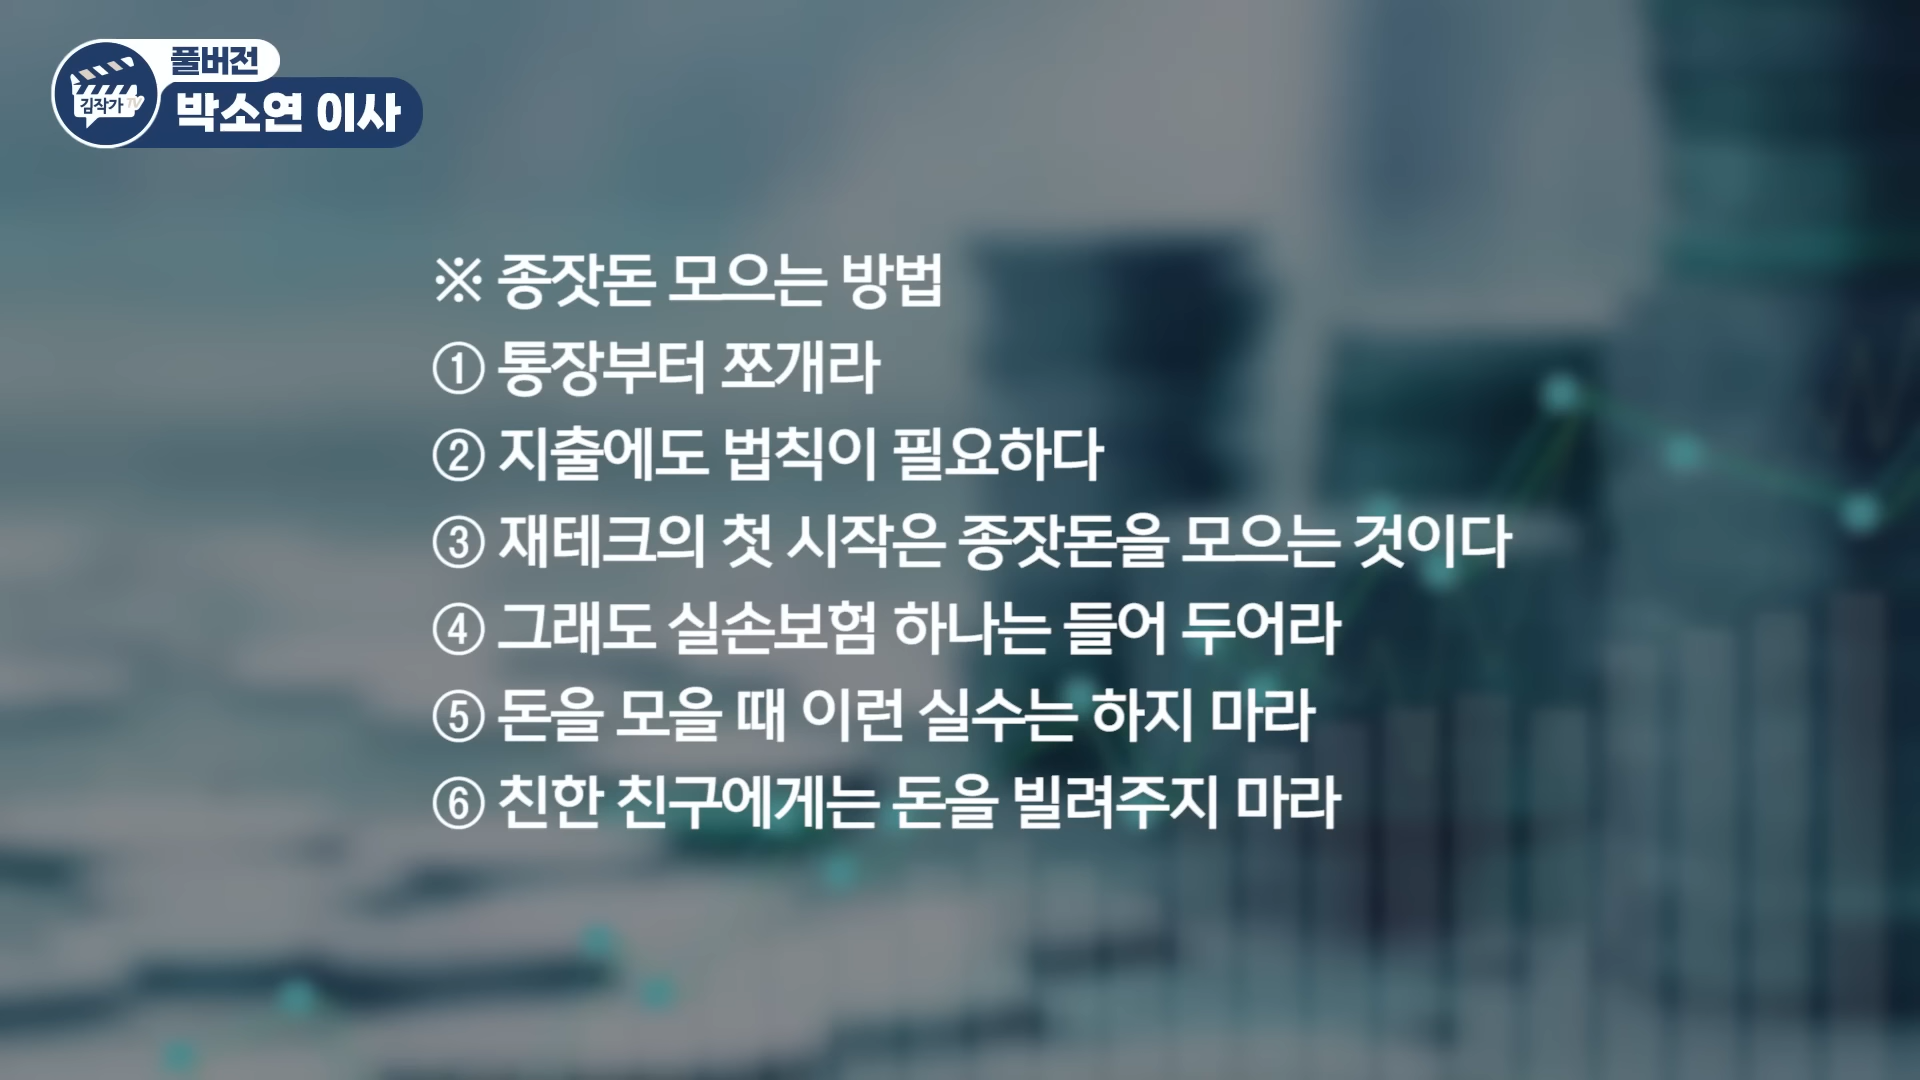 풀버전
김작가 TV
박소연 이사
※ 종잣돈 모으는 방법
① 통장부터 쪼개라
② 지출에도 법칙이 필요하다
③ 재테크의 첫 시작은 종잣돈을 모으는 것이다
④ 그래도 실손보험 하나는 들어 두어라
⑤ 돈을 모을 때 이런 실수는 하지 마라
⑥ 친한 친구에게는 돈을 빌려주지 마라